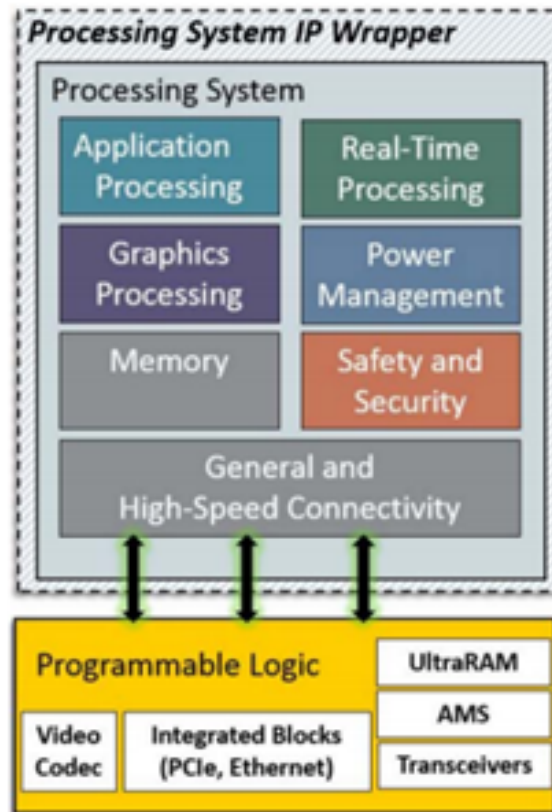 Processing System IP Wrapper
Processing System
Application
Processing
Real-Time
Processing
Graphics
Processing
Power
Management
Memory
Safety and
Security
General and
High-Speed Connectivity
Programmable Logic
UltraRAM
AMS
Transceivers
Video
Codec
Integrated Blocks
(PCIe, Ethernet)